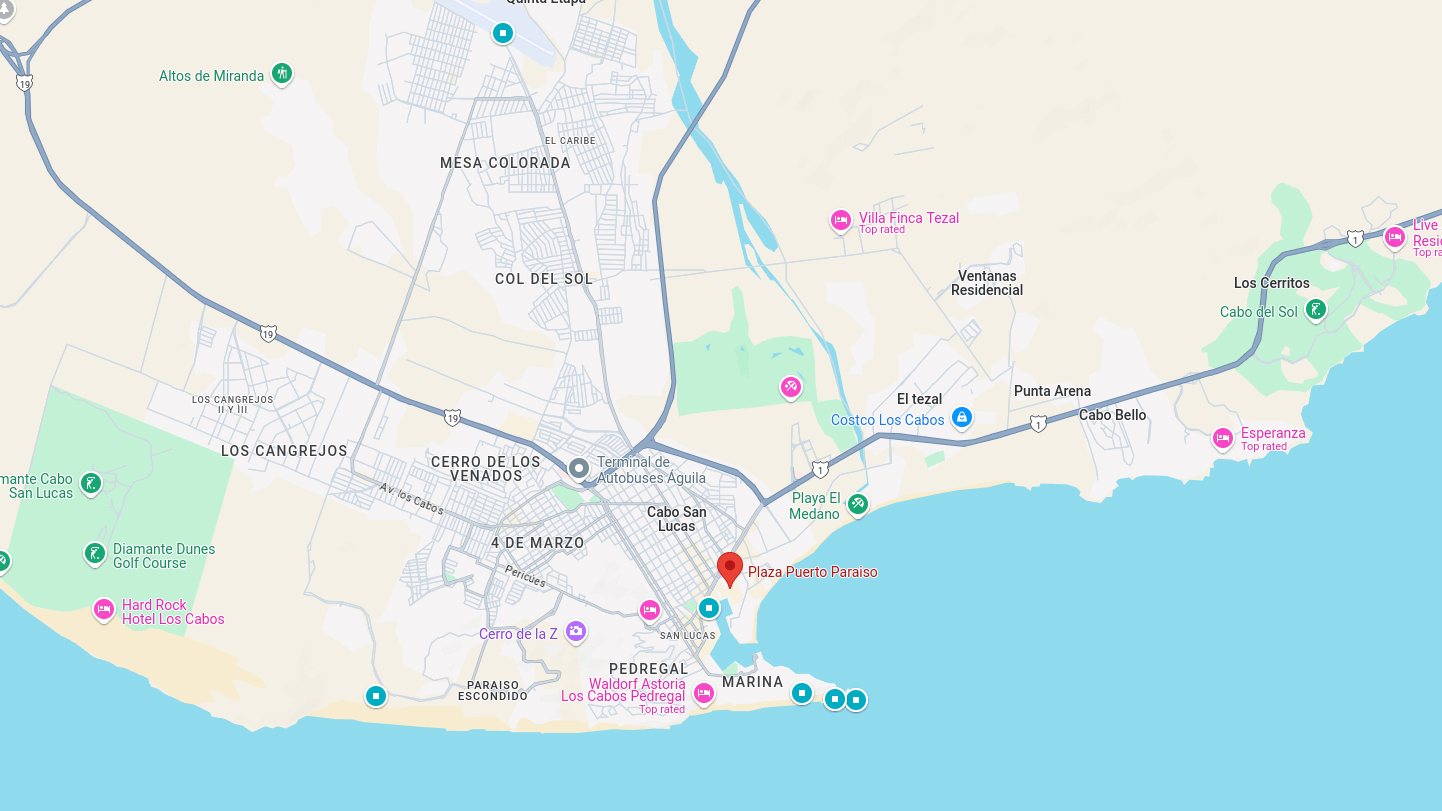 Quinta Etapa
19
Altos de Miranda
EL CARIBE
MESA COLORADA
Villa Finca Tezal
Top rated
Live
Resi
Top ra
1
Ventanas
Residencial
COL DEL SOL
Los Cerritos
Cabo del Sol
19
LOS CANGREJOS
II Y III
Punta Arena
El tezal
Costco Los Cabos
Cabo Bello
19
1
Esperanza
Top rated
LOS CANGREJOS
CERRO DE LOS
VENADOS
Terminal de
Autobuses Águila
1
mante Cabo
San Lucas
Av. los Cabos
Playa El
Medano
Cabo San
Lucas
4 DE MARZO
Diamante Dunes
Golf Course
Pericúes
Plaza Puerto Paraiso
Hard Rock
Hotel Los Cabos
Cerro de la Z
SAN LUCAS
PEDREGAL
PARAISO
ESCONDIDO
Waldorf Astoria
Los Cabos Pedregal
Top rated
MARINA